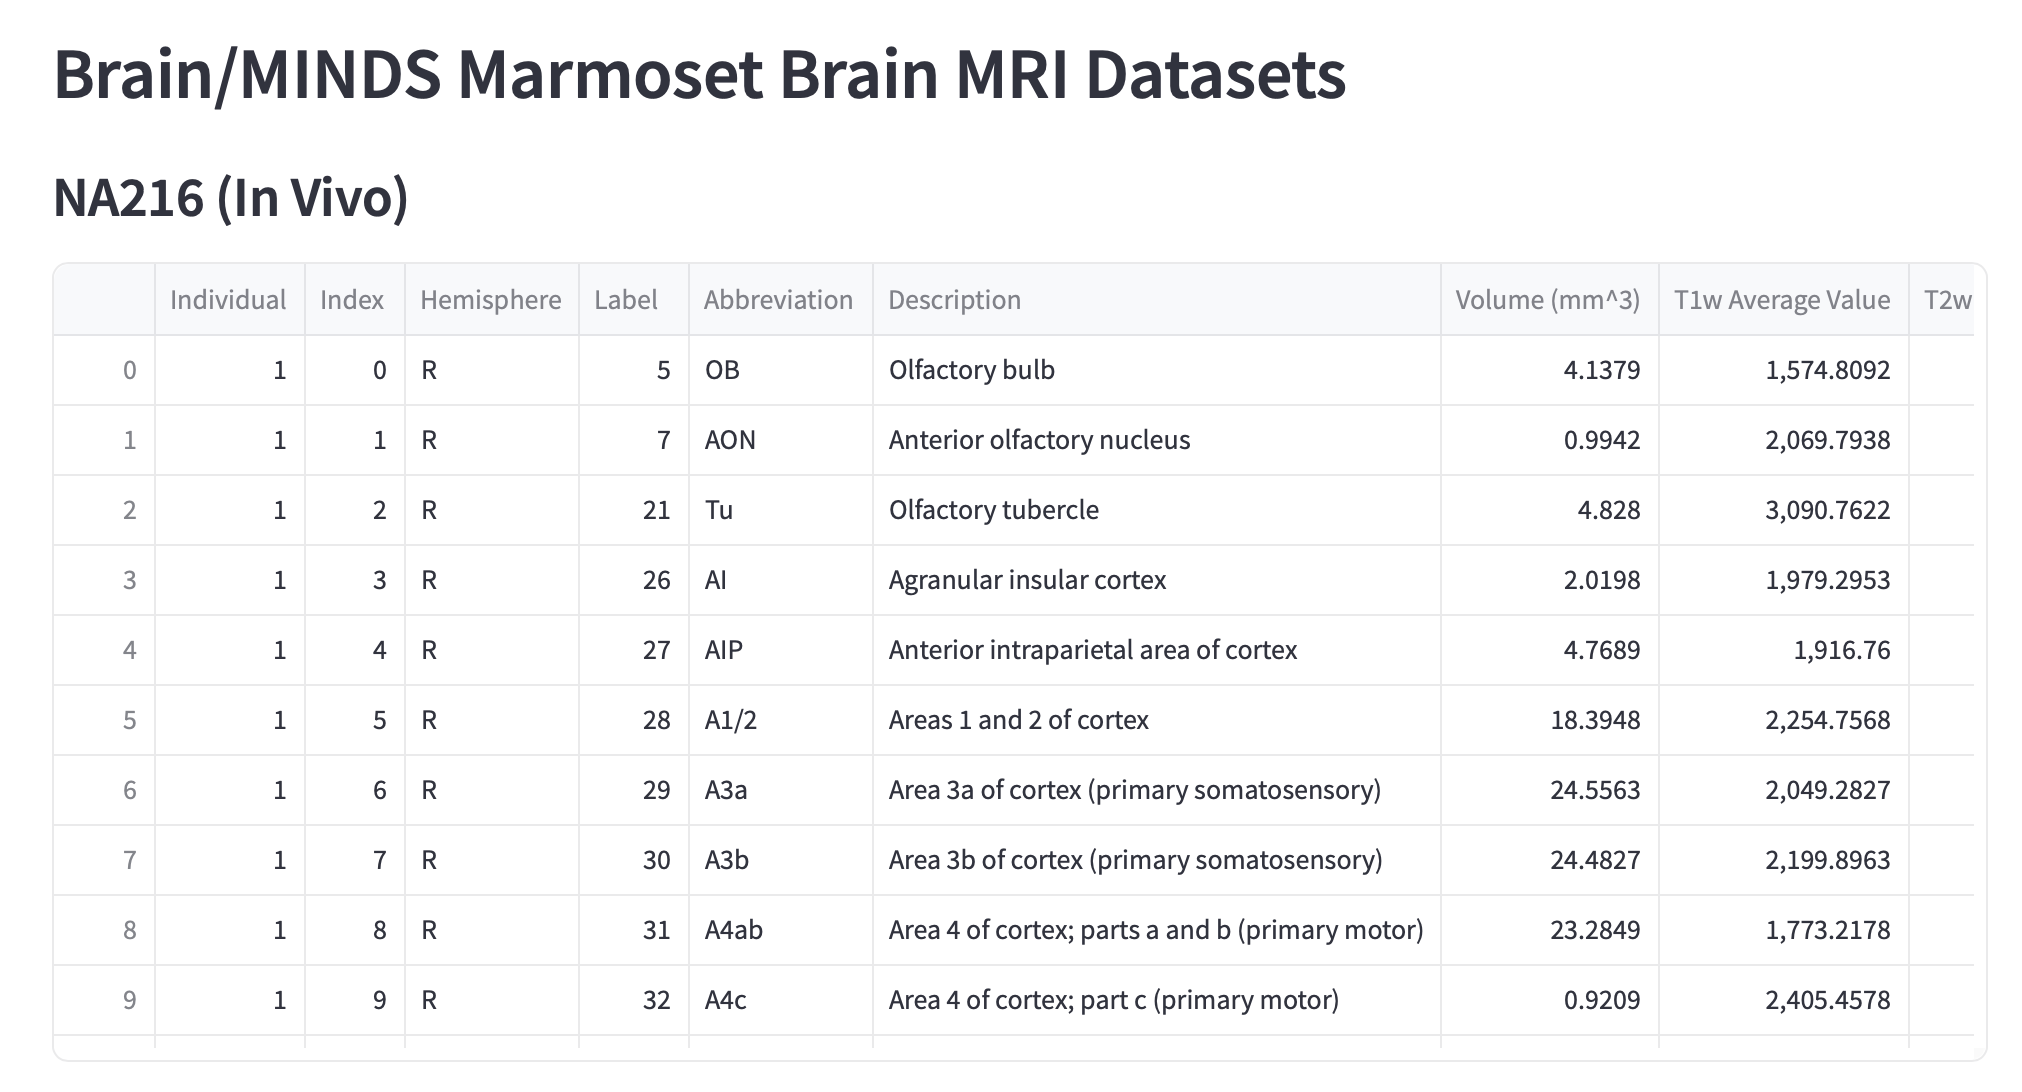 Brain/MINDS Marmoset Brain MRI Datasets
NA216 (In Vivo)
Individual Index Hemisphere Label Abbreviation Description Volume (mm^3) T1w Average Value T2w
0 1 0 R 5 OB Olfactory bulb 4.1379 1,574.8092
1 1 1 R 7 AON Anterior olfactory nucleus 0.9942 2,069.7938
2 1 2 R 21 Tu Olfactory tubercle 4.828 3,090.7622
3 1 3 R 26 AI Agranular insular cortex 2.0198 1,979.2953
4 1 4 R 27 AIP Anterior intraparietal area of cortex 4.7689 1,916.76
5 1 5 R 28 A1/2 Areas 1 and 2 of cortex 18.3948 2,254.7568
6 1 6 R 29 A3a Area 3a of cortex (primary somatosensory) 24.5563 2,049.2827
7 1 7 R 30 A3b Area 3b of cortex (primary somatosensory) 24.4827 2,199.8963
8 1 8 R 31 A4ab Area 4 of cortex; parts a and b (primary motor) 23.2849 1,773.2178
9 1 9 R 32 A4c Area 4 of cortex; part c (primary motor) 0.9209 2,405.4578